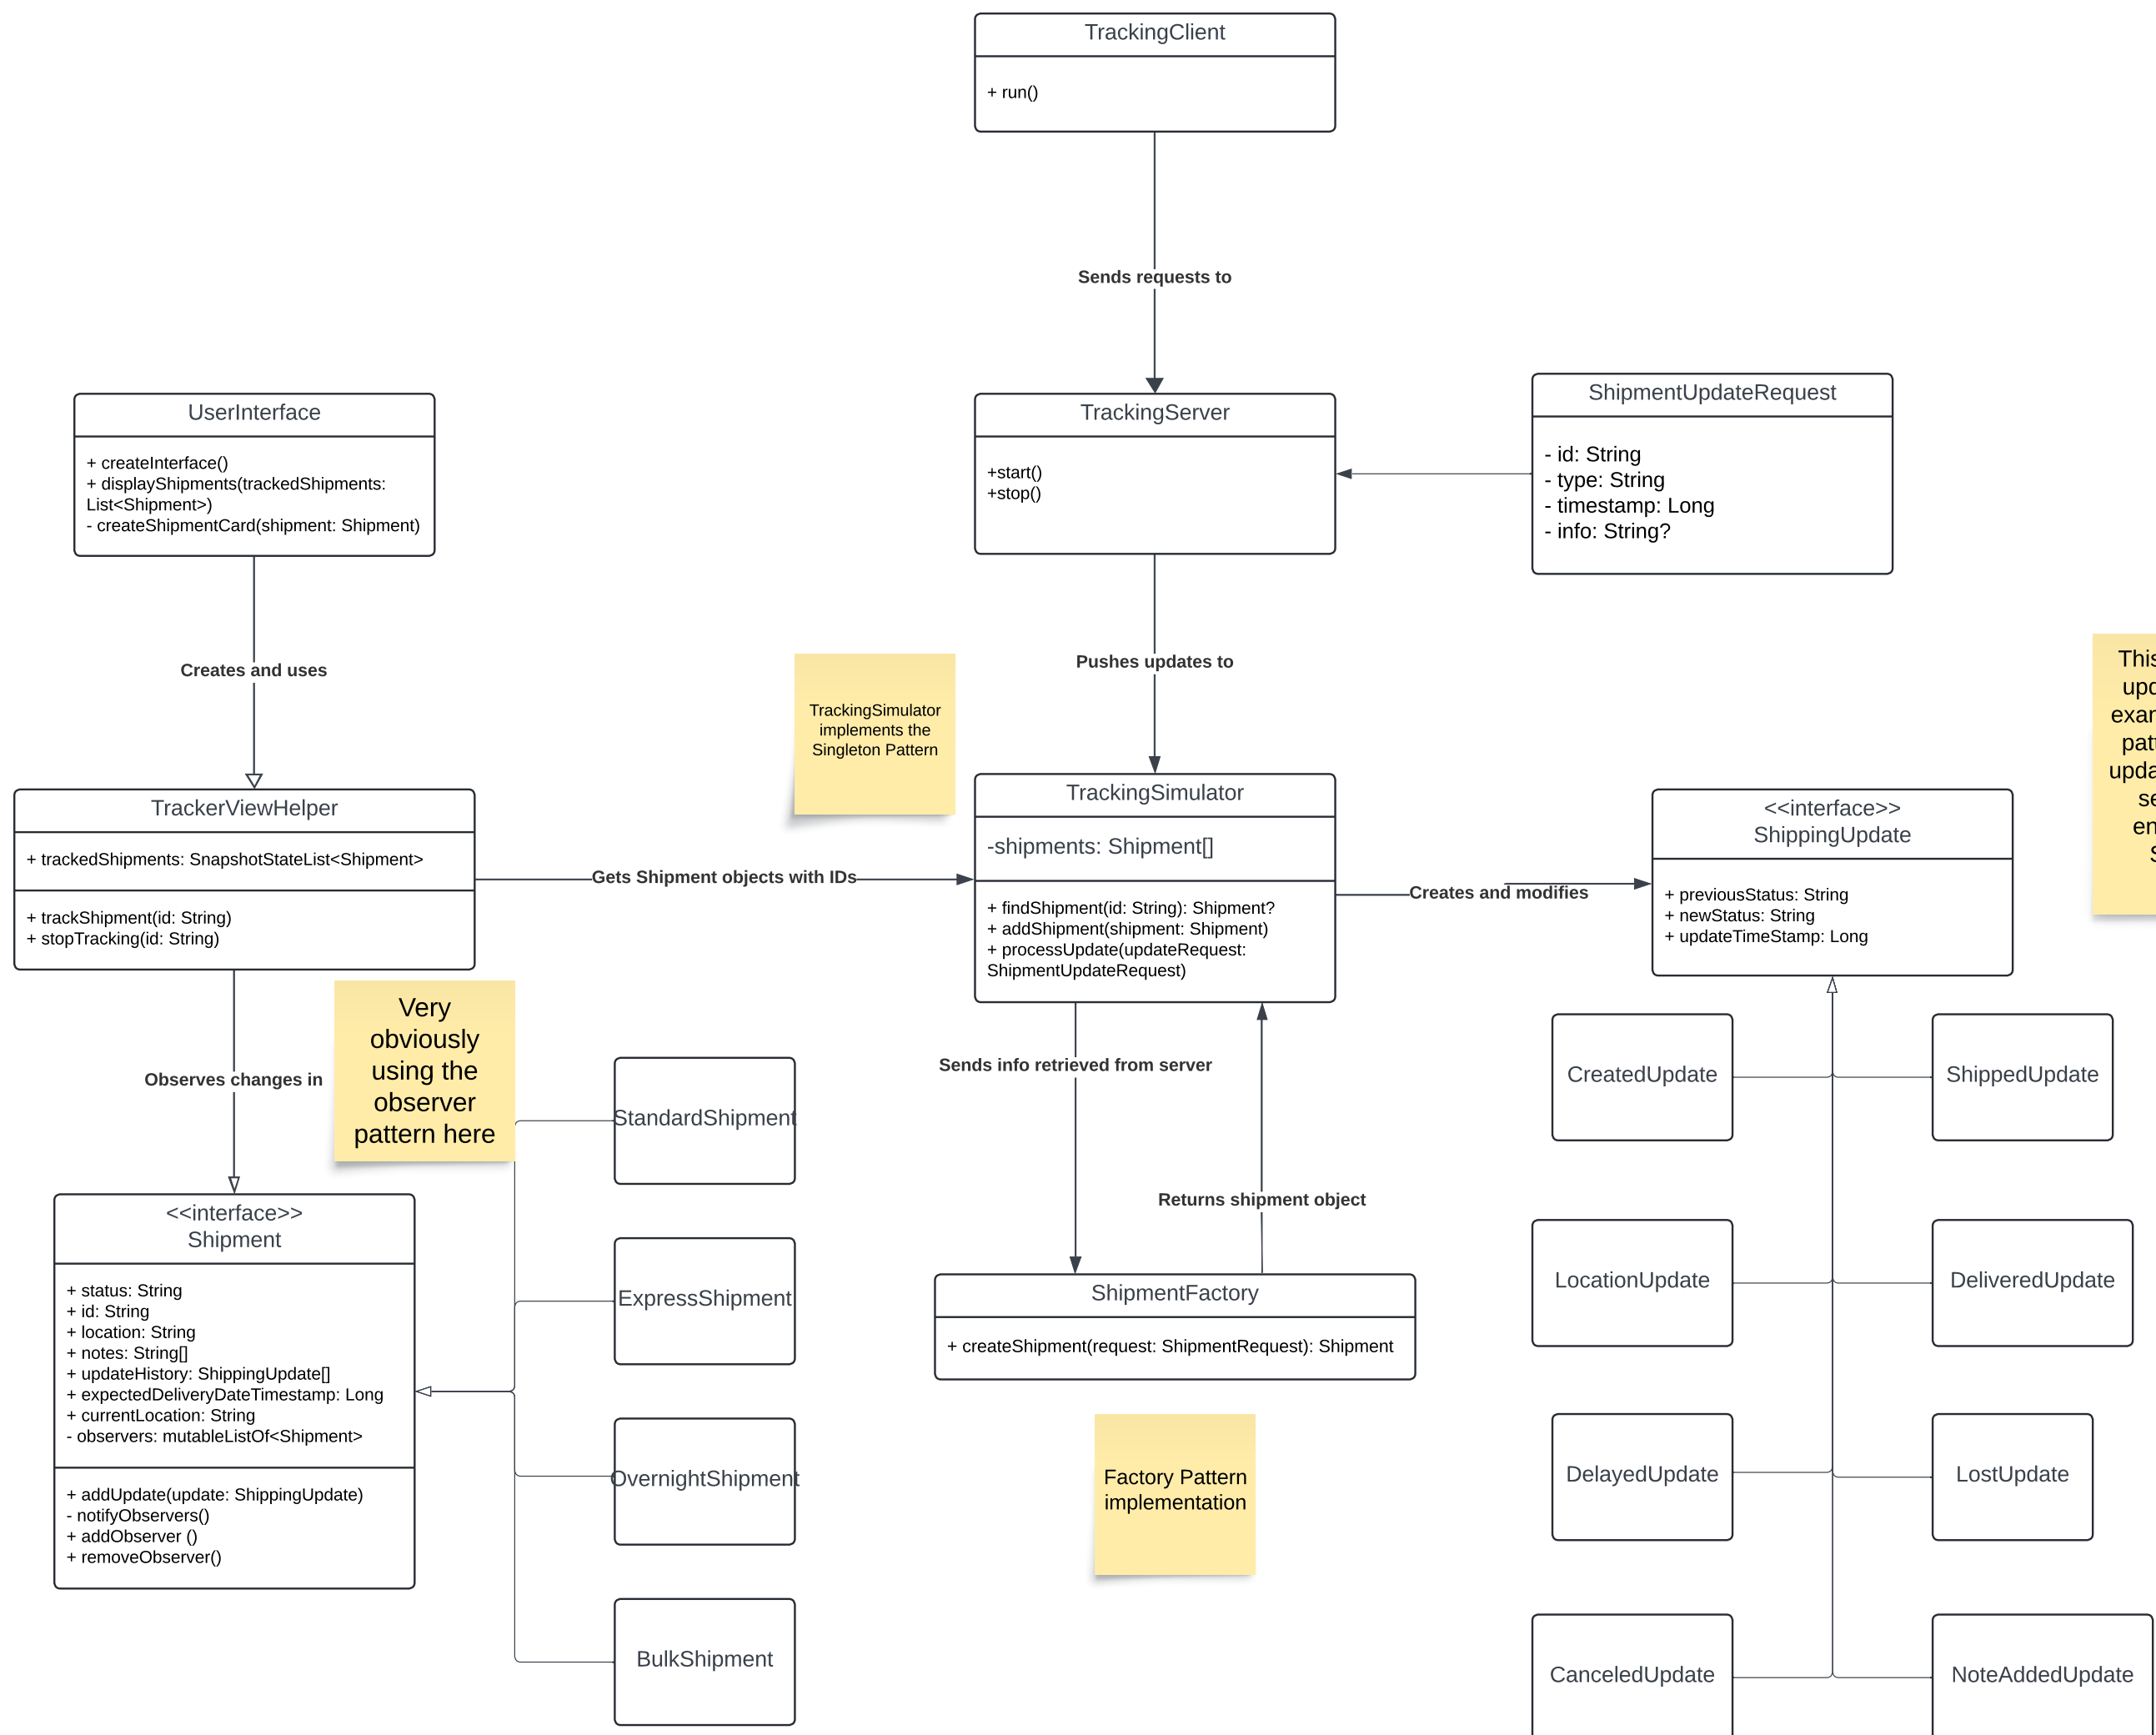 TrackingClient
+ run()
Sends requests to
UserInterface
+ createInterface()
+ displayShipments(trackedShipments:
List<Shipment>)
- createShipmentCard(shipment: Shipment)
TrackingServer
+start()
+stop()
ShipmentUpdateRequest
- id: String
- type: String
- timestamp: Long
- info: String?
Creates and uses
Pushes updates to
TrackingSimulator
implements the
Singleton Pattern
This
TrackerViewHelper
+ trackedShipments: SnapshotStateList<Shipment>
+ trackShipment(id: String)
+ stopTracking(id: String)
Gets Shipment objects with IDs
TrackingSimulator
-shipments: Shipment[]
+ findShipment(id: String): Shipment?
+ addShipment(shipment: Shipment)
+ processUpdate(updateRequest:
ShipmentUpdateRequest)
Creates and modifies
<<interface>>
ShippingUpdate
+ previousStatus: String
+ newStatus: String
+ updateTimeStamp: Long
Observes changes in
Very
obviously
using the
observer
pattern here
Sends info retrieved from server
Returns shipment object
StandardShipment
ExpressShipment
OvernightShipment
BulkShipment
<<interface>>
Shipment
+ status: String
+ id: String
+ location: String
+ notes: String[]
+ updateHistory: ShippingUpdate[]
+ expectedDeliveryDateTimestamp: Long
+ currentLocation: String
- observers: mutableListOf<Shipment>
+ addUpdate(update: ShippingUpdate)
- notifyObservers()
+ addObserver ()
+ removeObserver()
ShipmentFactory
+ createShipment(request: ShipmentRequest): Shipment
Factory Pattern
implementation
CreatedUpdate
ShippedUpdate
LocationUpdate
DeliveredUpdate
DelayedUpdate
LostUpdate
CanceledUpdate
NoteAddedUpdate